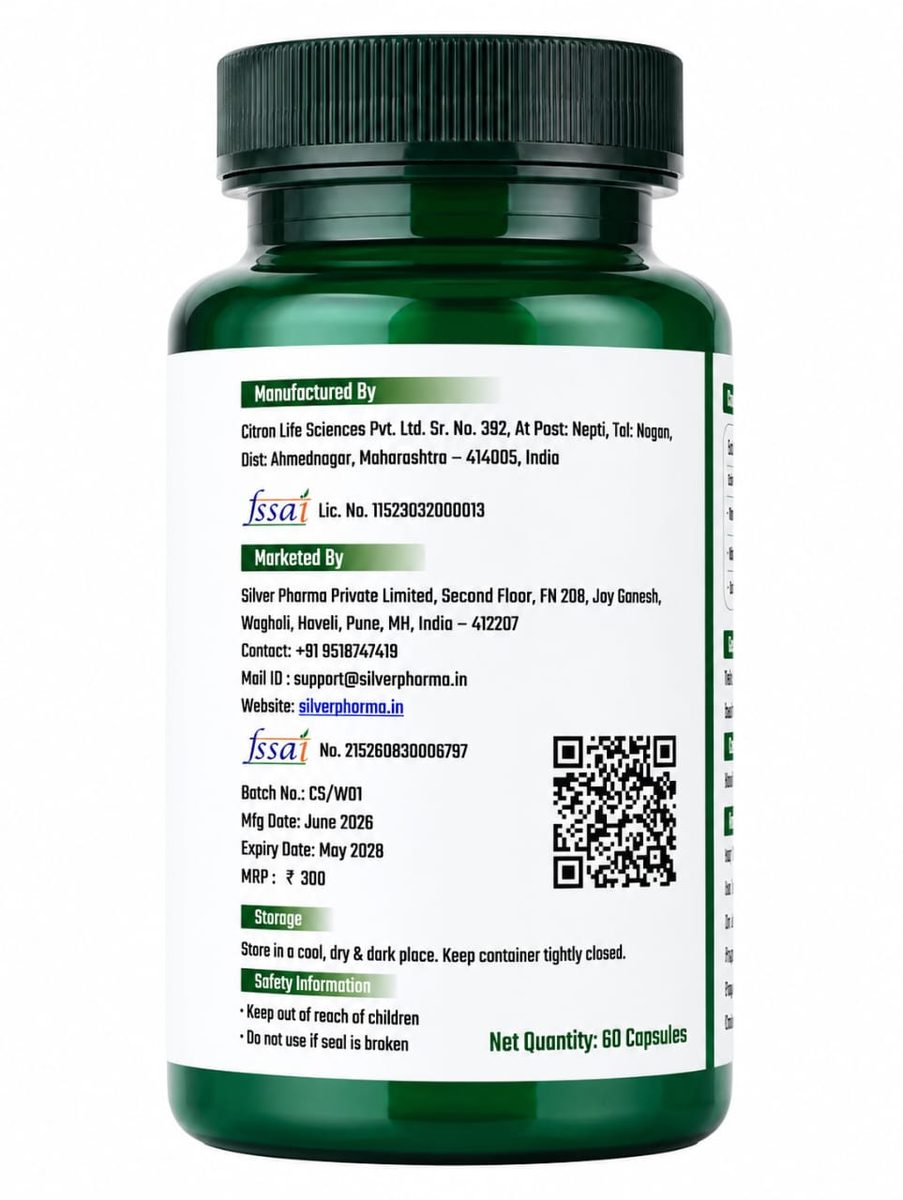 Manufactured By
Citron Life Sciences Pvt. Ltd. Sr. No. 392, At Post: Nepti, Tal: Nogan,
Dist: Ahmednagar, Maharashtra – 414005, India
fssai Lic. No. 11523032000013
Marketed By
Silver Pharma Private Limited, Second Floor, FN 208, Joy Ganesh,
Wagholi, Haveli, Pune, MH, India – 412207
Contact: +91 9518747419
Mail ID : support@silverphorma.in
Website: silverphorma.in
fssai No. 215260830006797
Batch No.: CS/W01
Mfg Date: June 2026
Expiry Date: May 2028
MRP : ₹ 300
Storage
Store in a cool, dry & dark place. Keep container tightly closed.
Safety Information
· Keep out of reach of children
· Do not use if seal is broken
Net Quantity: 60 Capsules